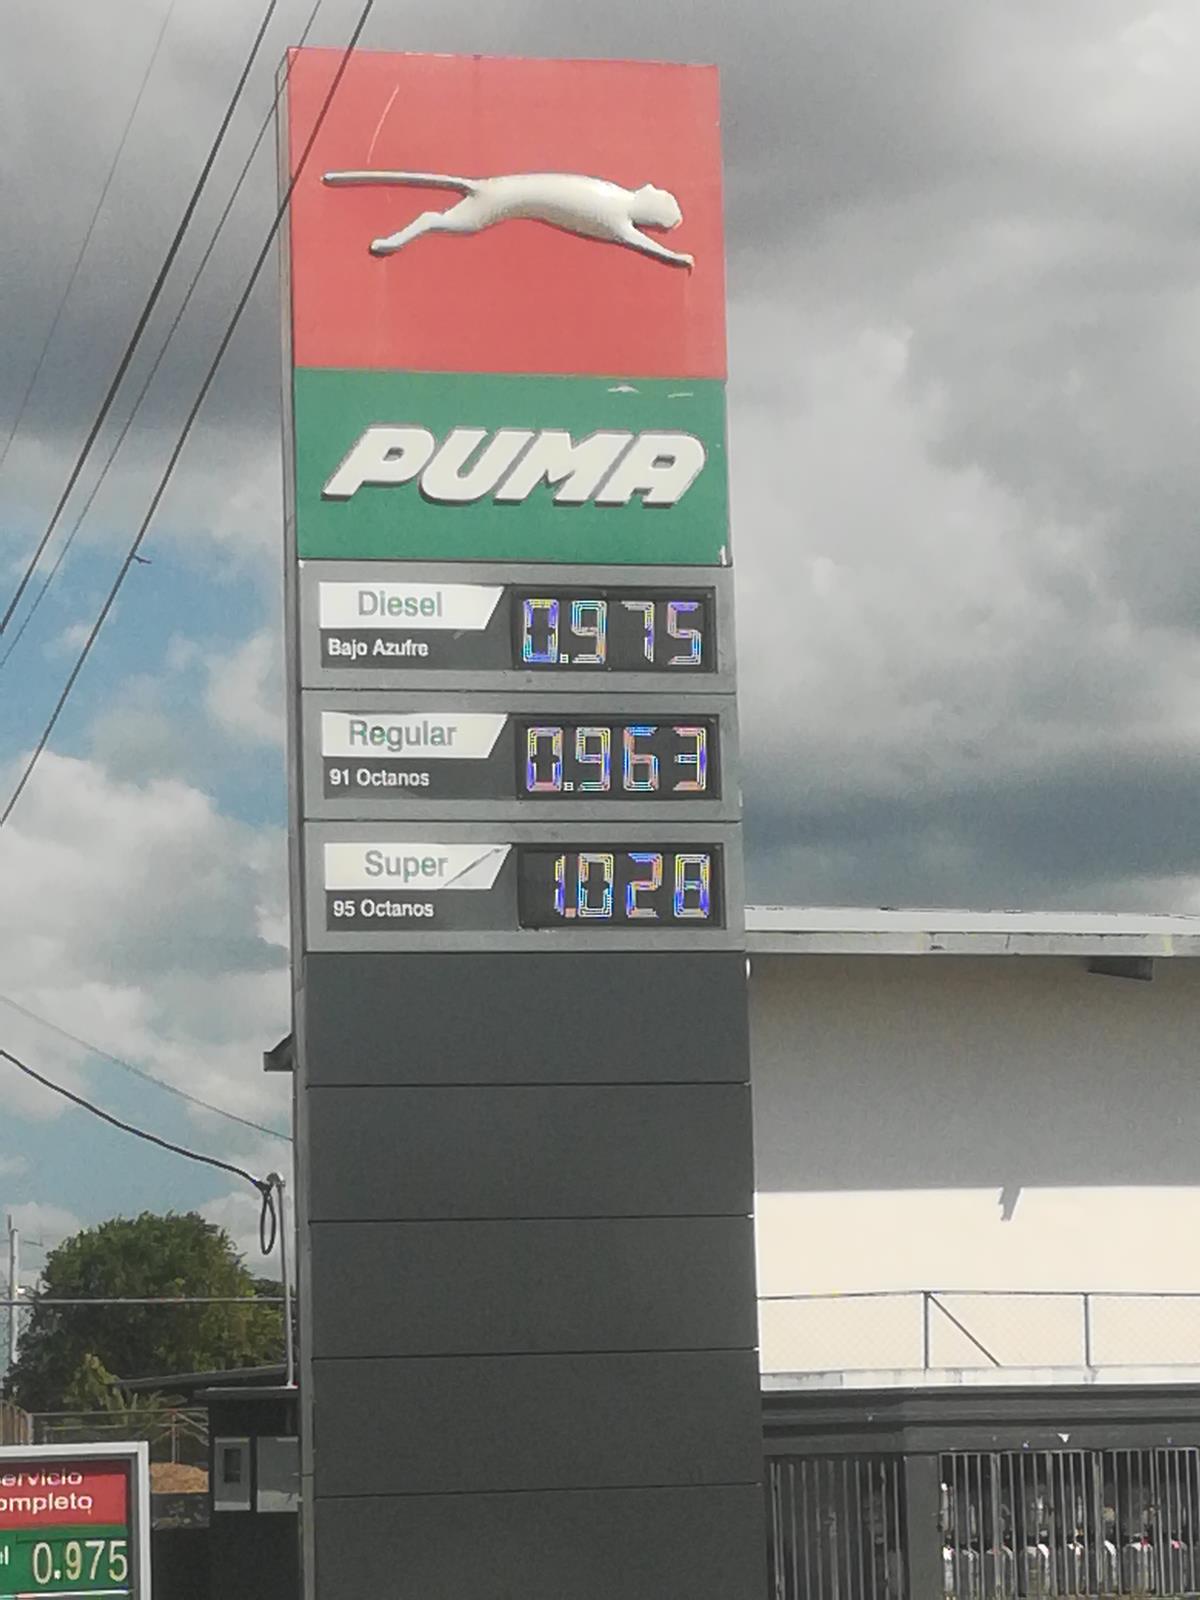 PUMA
Diesel 0.975
Bajo Azufre
Regular 0.963
91 Octanos
Super 1.028
95 Octanos
ervicio
ompleto
el 0.975